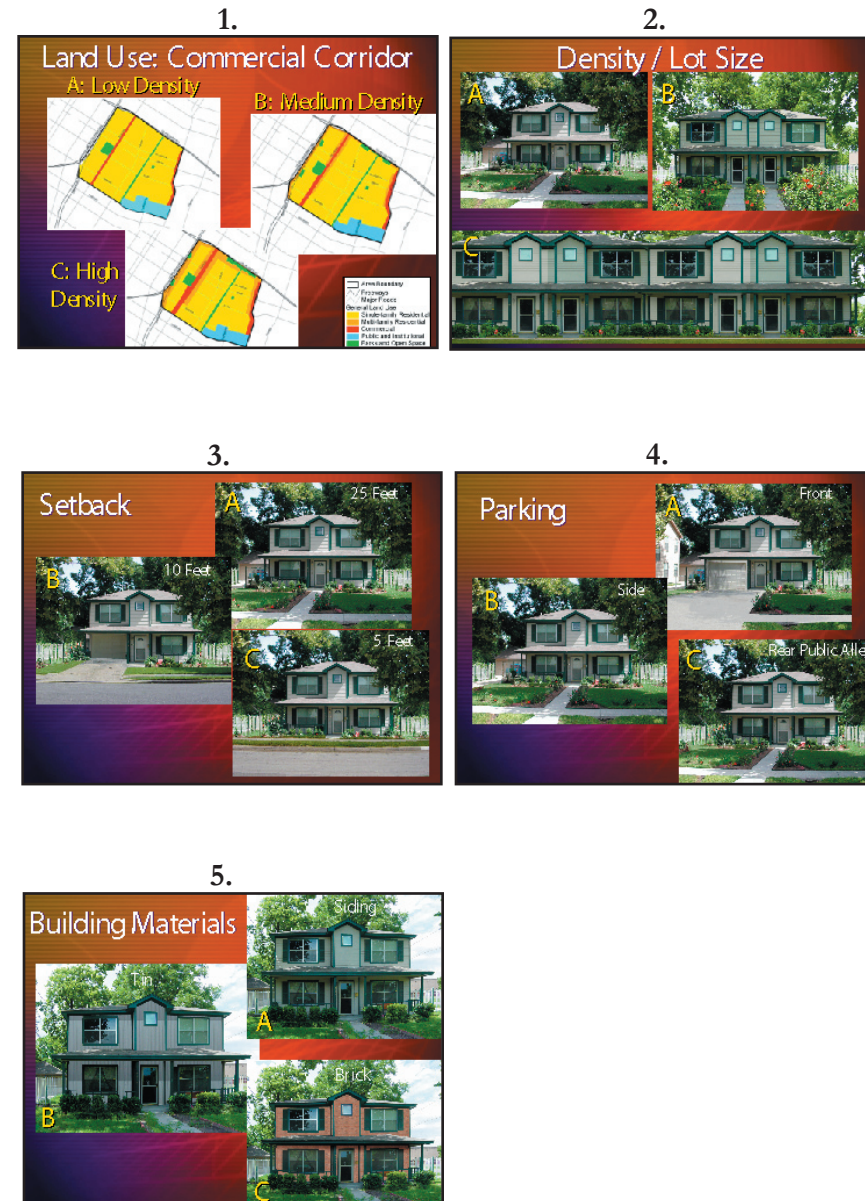 1.
Land Use: Commercial Corridor
A: Low Density
B: Medium Density
C: High
Density
Area Boundary
Freeways
Major Roads
General Land Use
Single-family Residential
Multi-family Residential
Commercial
Public and Institutional
Parks and Open Space
2.
Density / Lot Size
A
B
C
3.
Setback
A
25 Feet
B
10 Feet
C
5 Feet
4.
Parking
A
Front
B
Side
C
Rear Public Alle
5.
Building Materials
Siding
A
Tin
B
Brick
C